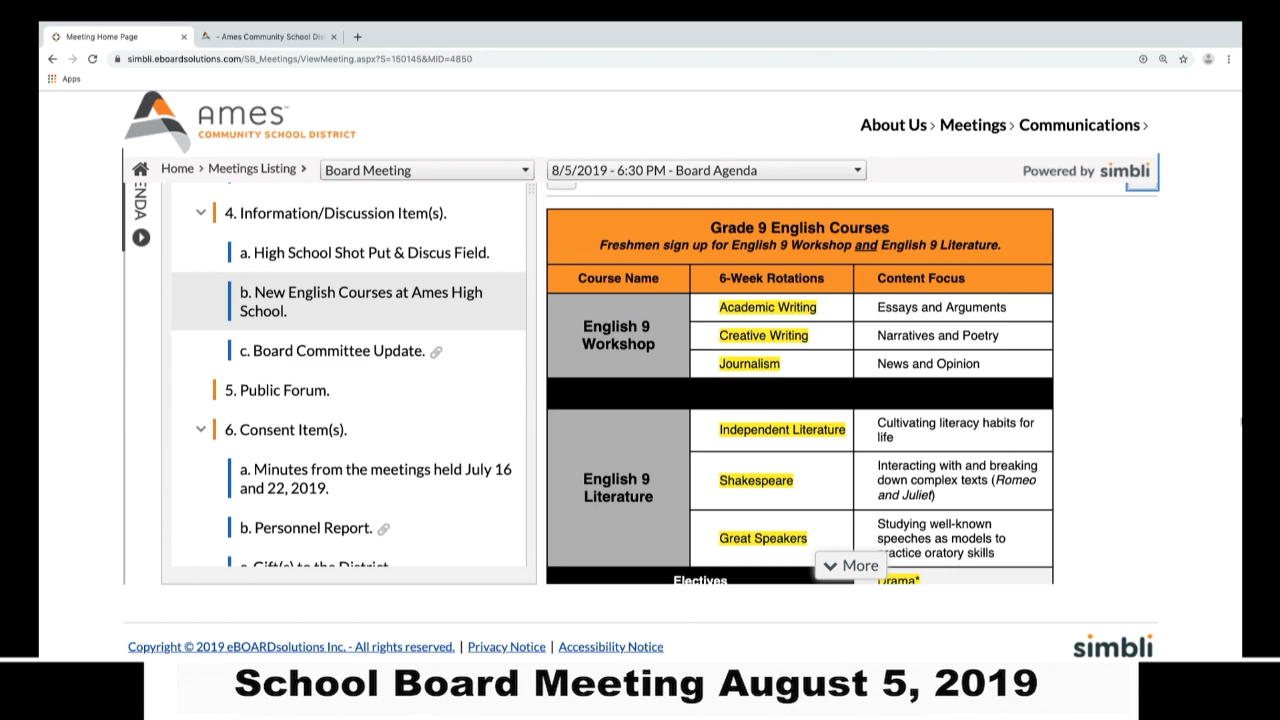 Meeting Home Page
- Ames Community School Dis
simbli.eboardsolutions.com/SB_Meetings/ViewMeeting.aspx?S=150145&MID=4850
Apps
AMES™
COMMUNITY SCHOOL DISTRICT
About Us > Meetings > Communications >
Home > Meetings Listing > Board Meeting 8/5/2019 - 6:30 PM - Board Agenda Powered by simbli
ENDA
4. Information/Discussion Item(s).
a. High School Shot Put & Discus Field.
b. New English Courses at Ames High
School.
c. Board Committee Update.
5. Public Forum.
6. Consent Item(s).
a. Minutes from the meetings held July 16
and 22, 2019.
b. Personnel Report.
c. Gift(s) to the District
Grade 9 English Courses
Freshmen sign up for English 9 Workshop and English 9 Literature.
Course Name 6-Week Rotations Content Focus
English 9
Workshop
Academic Writing Essays and Arguments
Creative Writing Narratives and Poetry
Journalism News and Opinion
English 9
Literature
Independent Literature Cultivating literacy habits for
life
Shakespeare Interacting with and breaking
down complex texts (Romeo
and Juliet)
Great Speakers Studying well-known
speeches as models to
practice oratory skills
More
Electives Drama*
Copyright © 2019 eBOARDsolutions Inc. - All rights reserved. | Privacy Notice | Accessibility Notice
simbli
School Board Meeting August 5, 2019